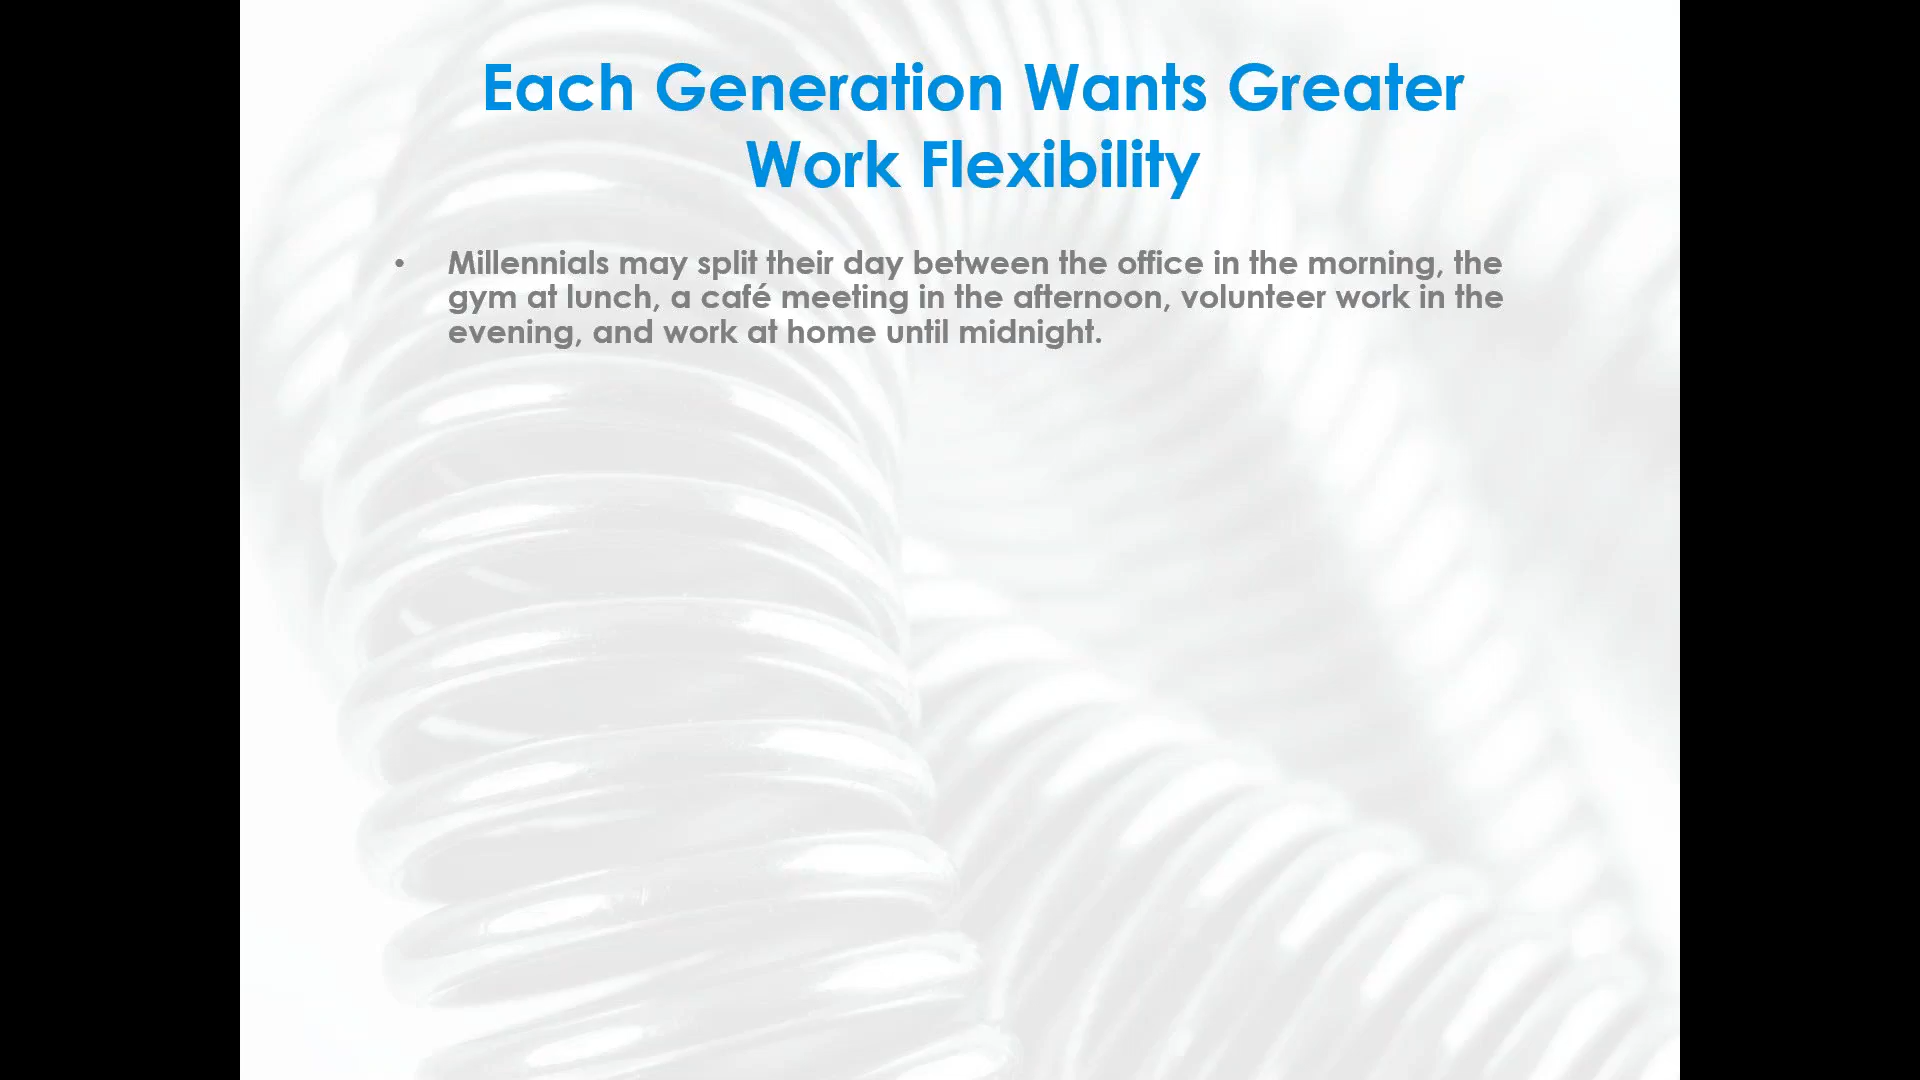 Each Generation Wants Greater
Work Flexibility
• Millennials may split their day between the office in the morning, the
gym at lunch, a café meeting in the afternoon, volunteer work in the
evening, and work at home until midnight.